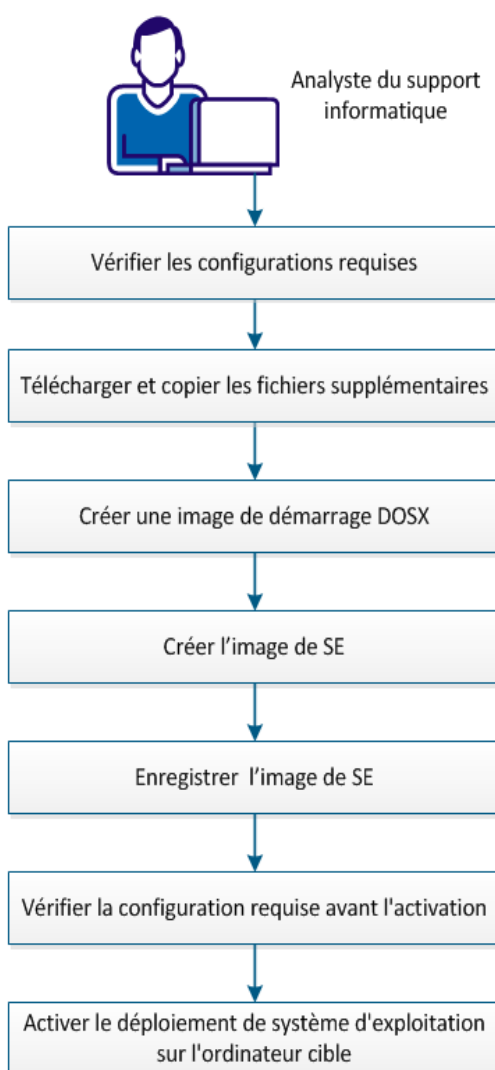 Analyste du support
informatique
Vérifier les configurations requises
Télécharger et copier les fichiers supplémentaires
Créer une image de démarrage DOSX
Créer l’image de SE
Enregistrer l’image de SE
Vérifier la configuration requise avant l'activation
Activer le déploiement de système d'exploitation
sur l'ordinateur cible